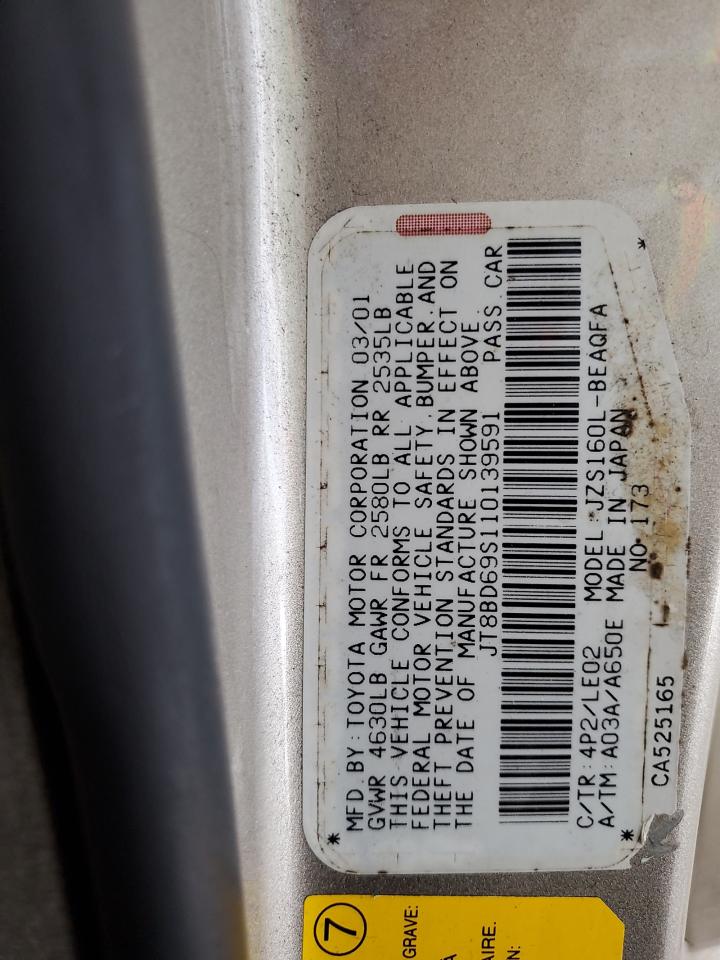 MFD BY:TOYOTA MOTOR CORPORATION 03/01
GVWR 4630LB GAWR FR 2580LB RR 2535LB
THIS VEHICLE CONFORMS TO ALL APPLICABLE
FEDERAL MOTOR VEHICLE SAFETY, BUMPER,AND
THEFT PREVENTION STANDARDS IN EFFECT ON
THE DATE OF MANUFACTURE SHOWN ABOVE.
JT8BD69S110139591 PASS.CAR
C/TR:4P2/LE02 MODEL:JZS160L-BEAQFA
A/TM:A03A/A650E MADE IN JAPAN
NO.173
CA525165
7
GRAVE:
AIRE.
N: